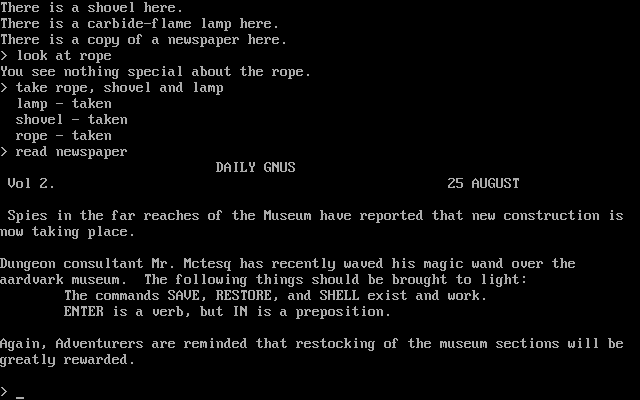 There is a shovel here.
There is a carbide-flame lamp here.
There is a copy of a newspaper here.
> look at rope
You see nothing special about the rope.
> take rope, shovel and lamp
lamp - taken
shovel - taken
rope - taken
> read newspaper
DAILY GNUS
Vol 2. 25 AUGUST
Spies in the far reaches of the Museum have reported that new construction is
now taking place.
Dungeon consultant Mr. Mctesq has recently waved his magic wand over the
aardvark museum. The following things should be brought to light:
The commands SAVE, RESTORE, and SHELL exist and work.
ENTER is a verb, but IN is a preposition.
Again, Adventurers are reminded that restocking of the museum sections will be
greatly rewarded.
> _